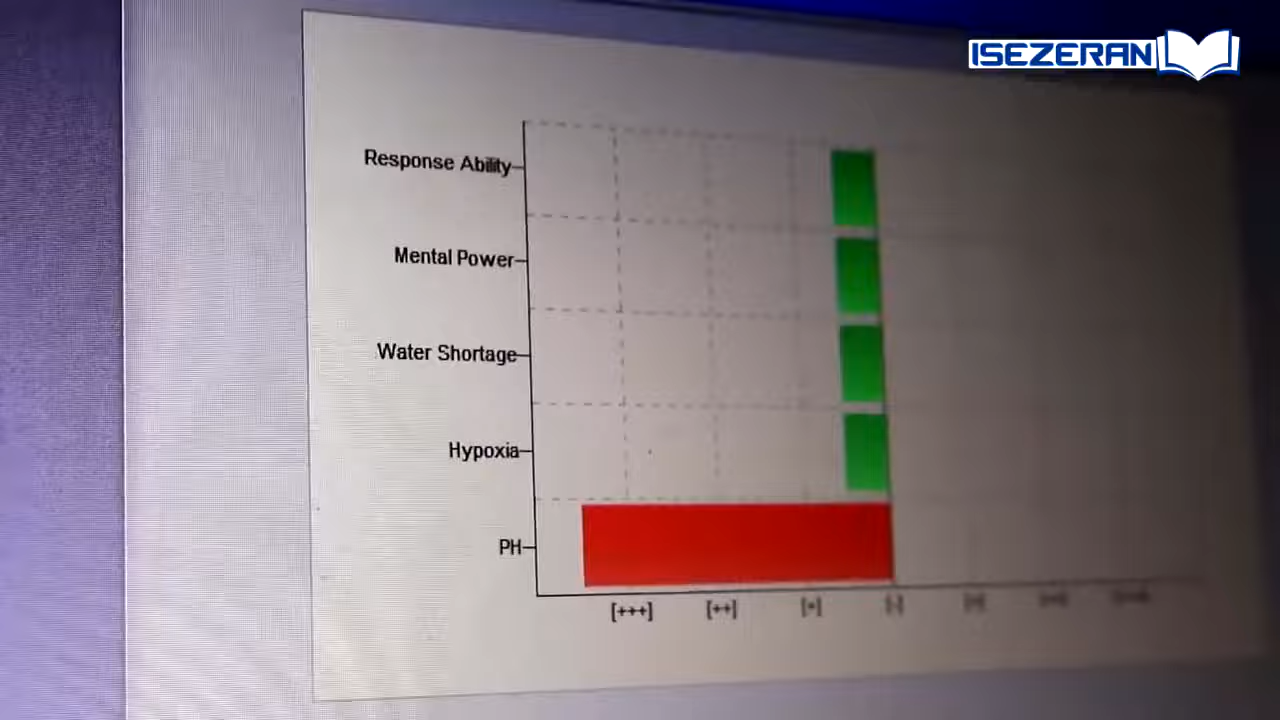 ISEZERAN
Response Ability
Mental Power
Water Shortage
Hypoxia
PH
[+++] [++] [+] [-]